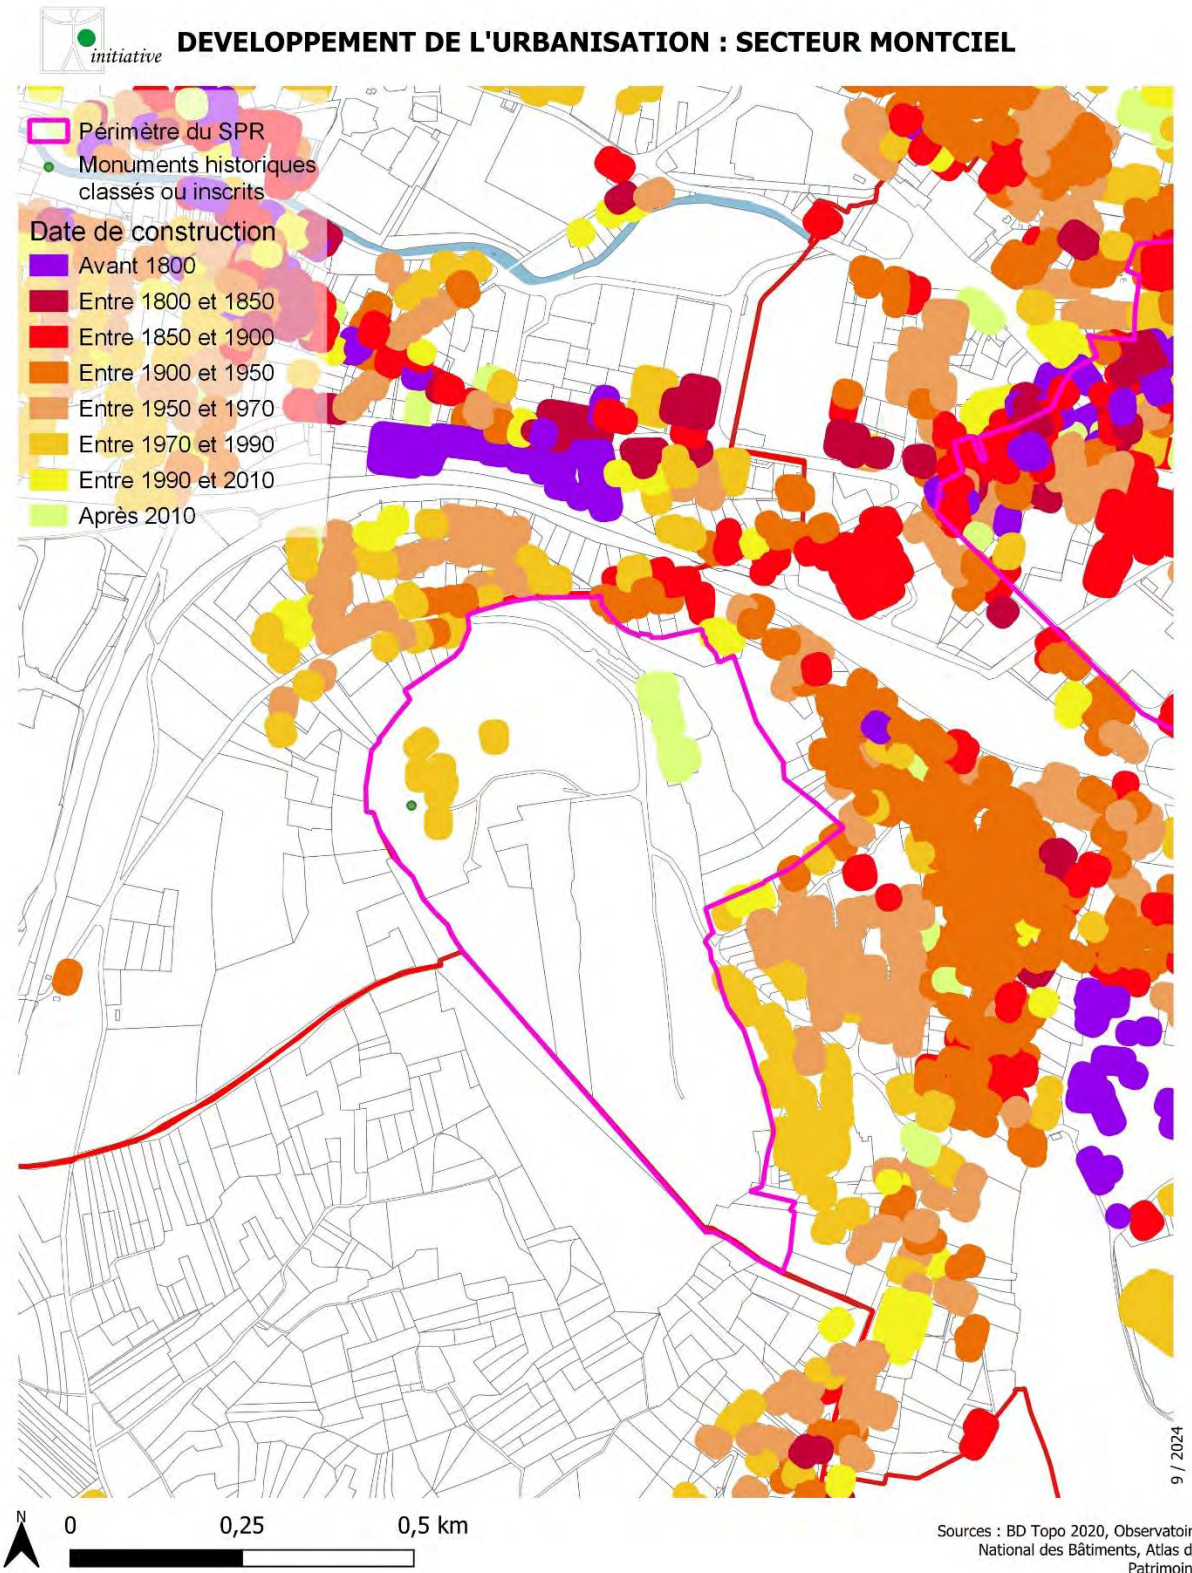 initiative
DEVELOPPEMENT DE L'URBANISATION : SECTEUR MONTCIEL
Périmètre du SPR
Monuments historiques
classés ou inscrits
Date de construction
Avant 1800
Entre 1800 et 1850
Entre 1850 et 1900
Entre 1900 et 1950
Entre 1950 et 1970
Entre 1970 et 1990
Entre 1990 et 2010
Après 2010
9 / 2024
N
0 0,25 0,5 km
Sources : BD Topo 2020, Observatoir
National des Bâtiments, Atlas d
Patrimoin